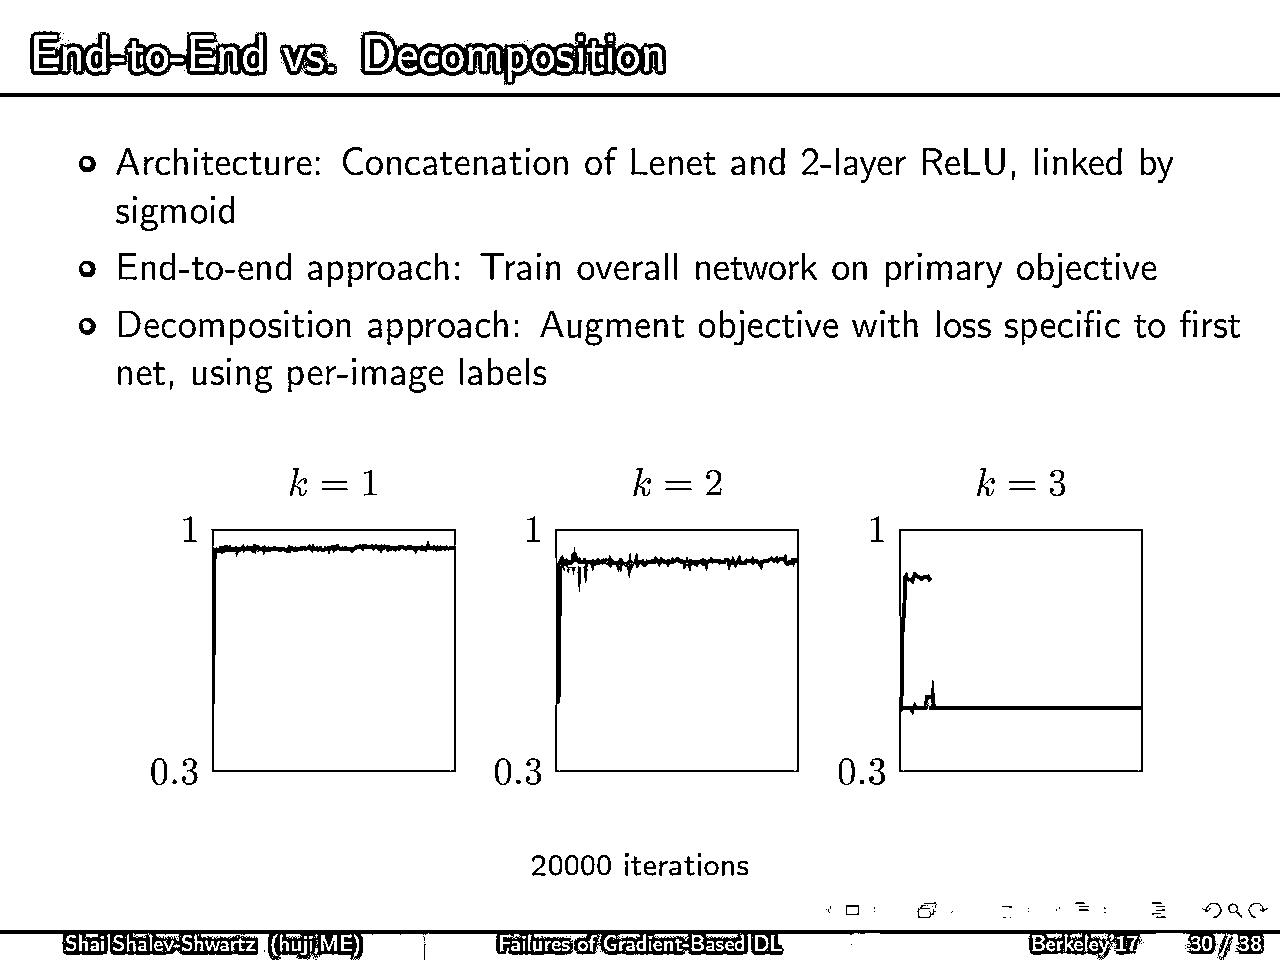 End-to-End vs. Decomposition
Architecture: Concatenation of Lenet and 2-layer ReLU, linked by
sigmoid
End-to-end approach: Train overall network on primary objective
Decomposition approach: Augment objective with loss specific to first
net, using per-image labels
k = 1
k = 2
k = 3
1
1
1
0.3
0.3
0.3
20000 iterations
Shai Shalev-Shwartz (huji,ME)
Failures of Gradient-Based DL
Berkeley'17
30 / 38